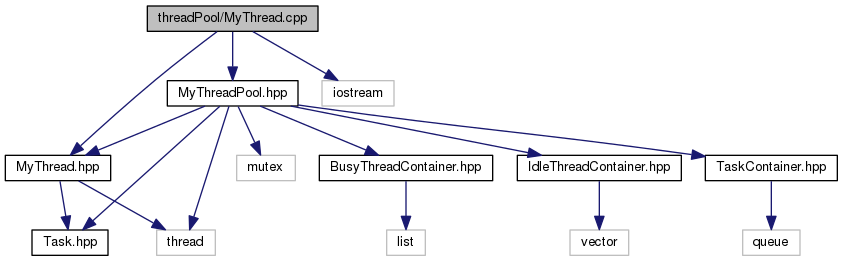 threadPool/MyThread.cpp
MyThreadPool.hpp
iostream
MyThread.hpp
mutex
BusyThreadContainer.hpp
IdleThreadContainer.hpp
TaskContainer.hpp
Task.hpp
thread
list
vector
queue